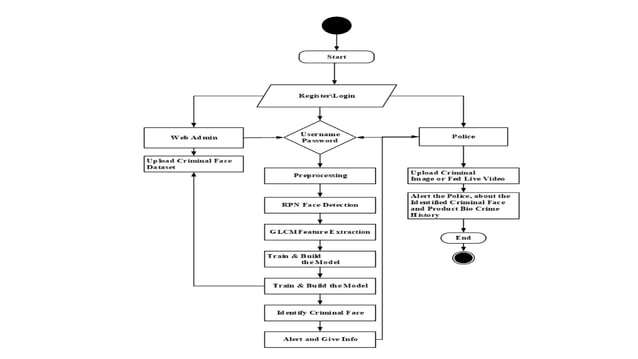 Start
Register\Login
Web Admin
Username
Password
Police
Upload Criminal Face
Dataset
Preprocessing
Upload Criminal
Image or Fed Live Video
RPN Face Detection
Alert the Police, about the
Identified Criminal Face
and Product Bio Crime
History
GLCM Feature Extraction
End
Train & Build
the Model
Train & Build the Model
Identify Criminal Face
Alert and Give Info